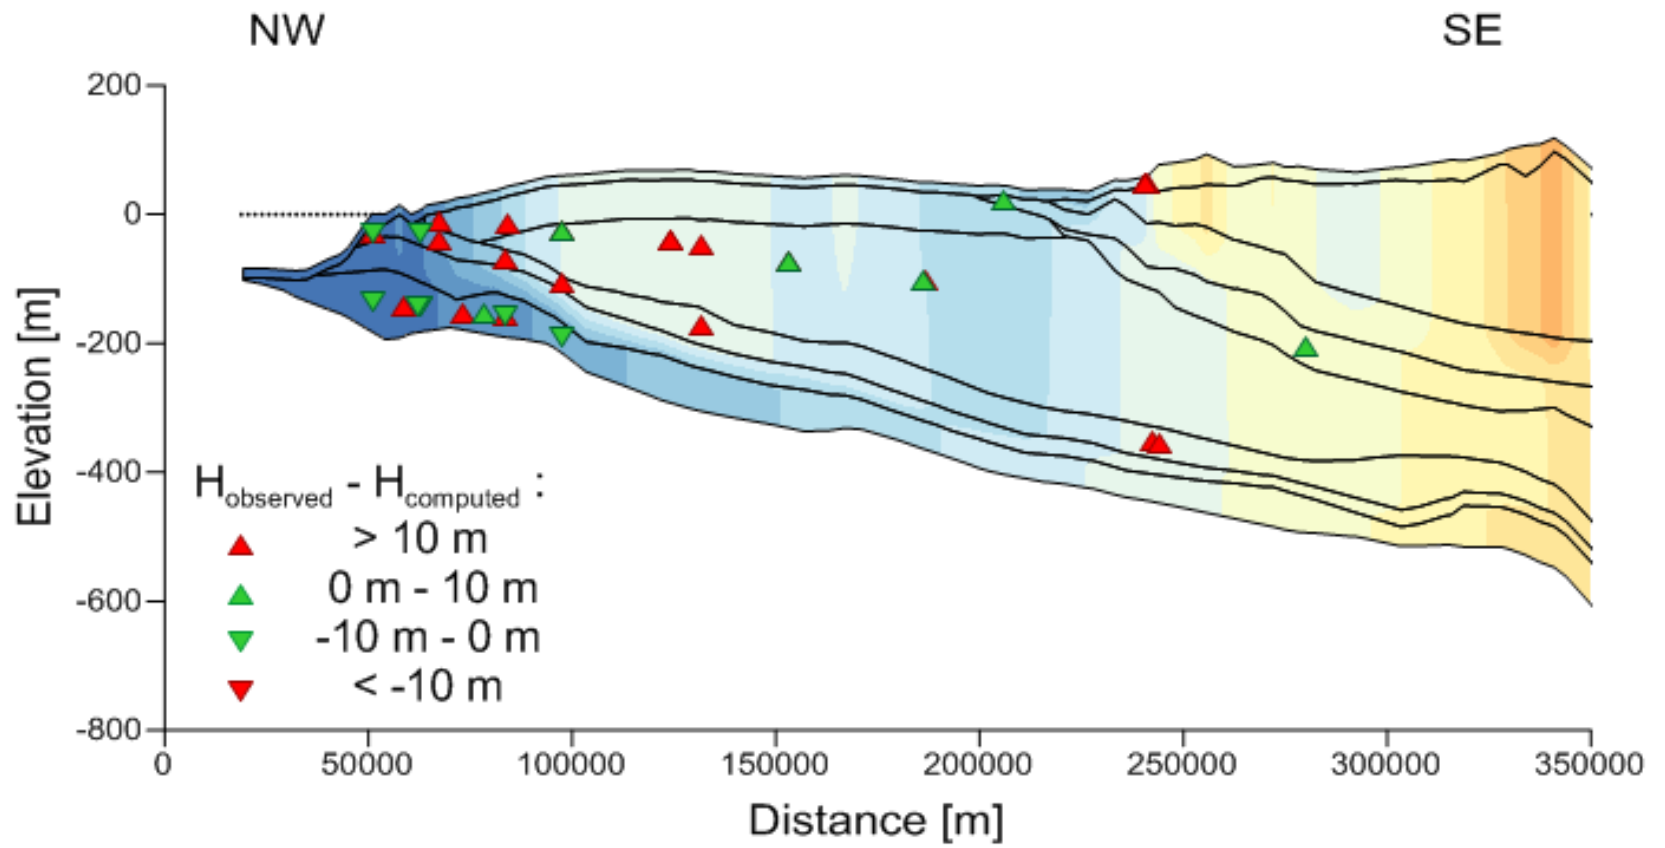 NW SE
200
0
-200
-400
-600
-800
Elevation [m]
Hobserved - Hcomputed :
> 10 m
0 m - 10 m
-10 m - 0 m
< -10 m
0 50000 100000 150000 200000 250000 300000 350000
Distance [m]